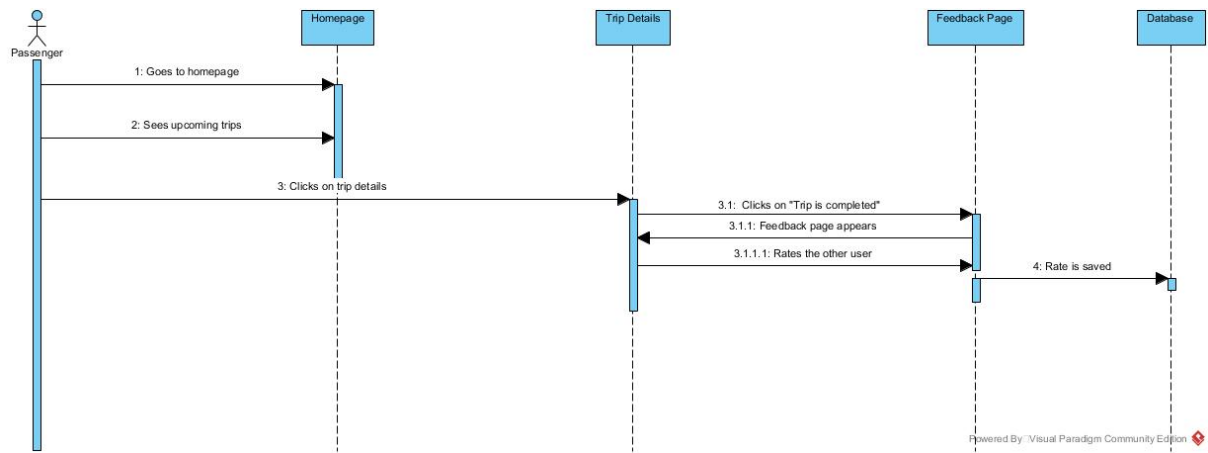 Homepage
Trip Details
Feedback Page
Database
Passenger
1: Goes to homepage
2: Sees upcoming trips
3: Clicks on trip details
3.1: Clicks on "Trip is completed"
3.1.1: Feedback page appears
3.1.1.1: Rates the other user
4: Rate is saved
Powered By Visual Paradigm Community Edition